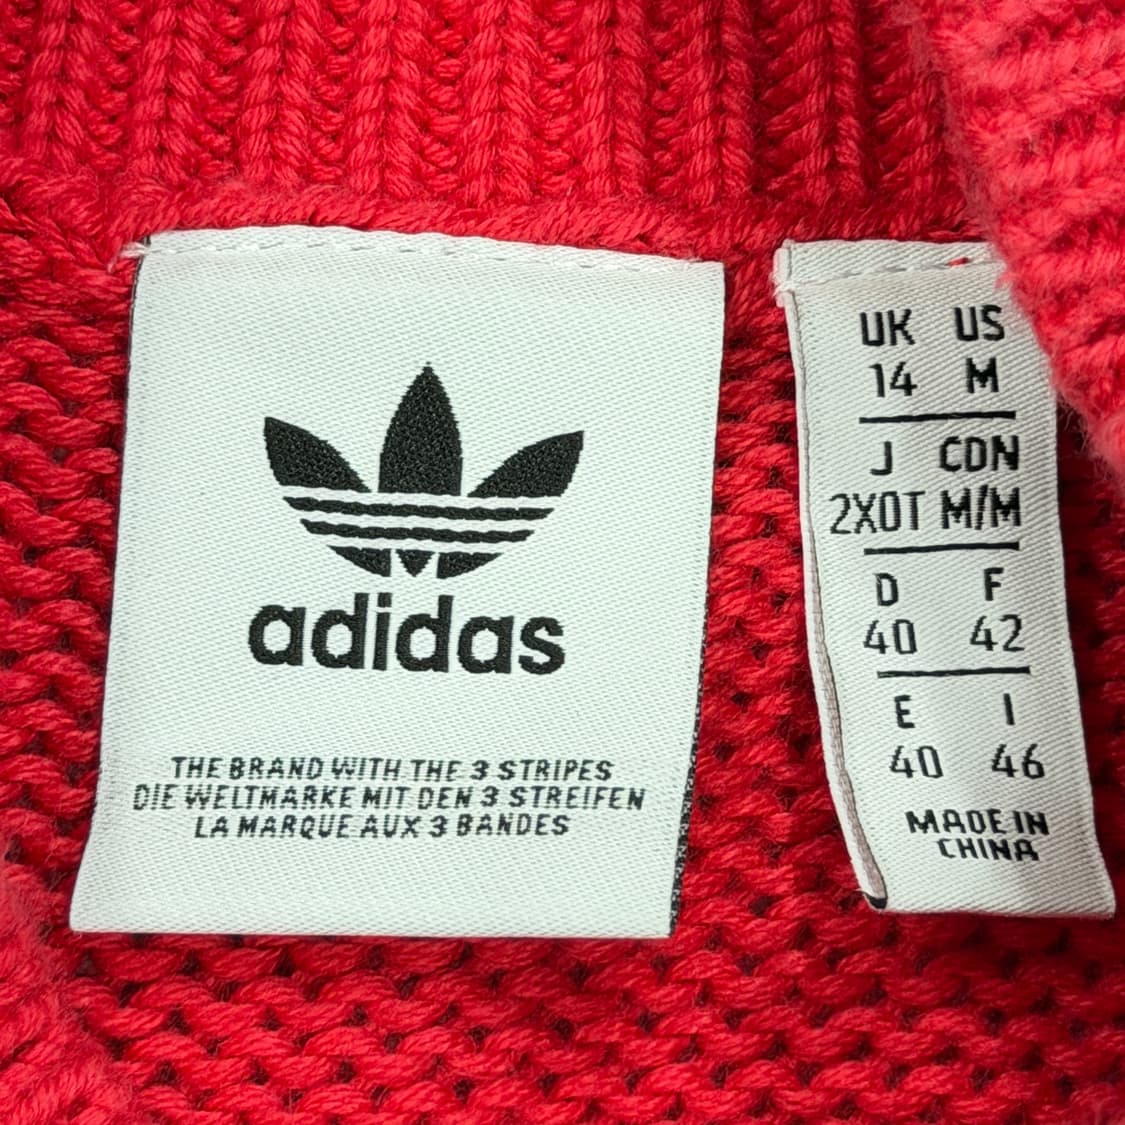 adidas
THE BRAND WITH THE 3 STRIPES
DIE WELTMARKE MIT DEN 3 STREIFEN
LA MARQUE AUX 3 BANDES
UK US
14 M
J CDN
2XOT M/M
D F
40 42
E I
40 46
MADE IN
CHINA